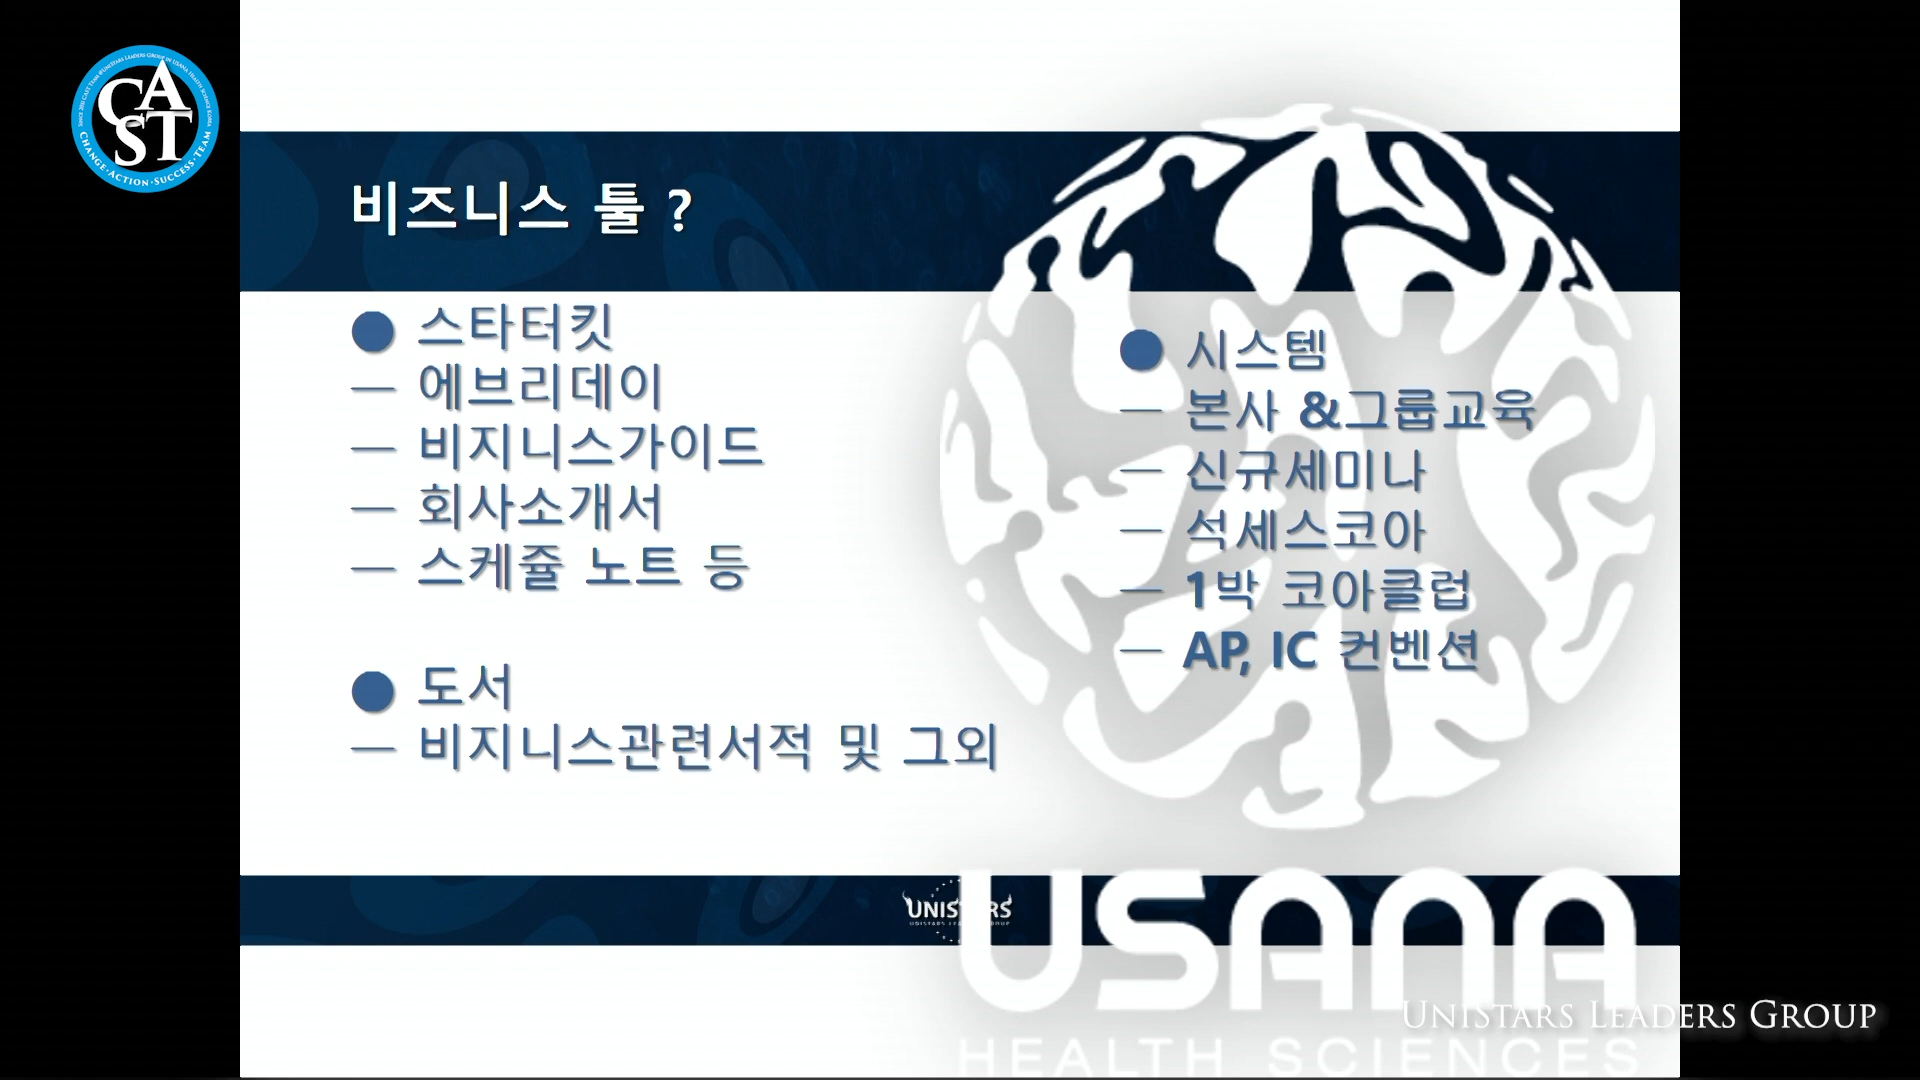 CAST
CHANGE · ACTION · SUCCESS · TEAM
비즈니스 툴 ?
● 스타터킷
— 에브리데이
— 비지니스가이드
— 회사소개서
— 스케쥴 노트 등
● 도서
— 비지니스관련서적 및 그외
● 시스템
— 본사 &그룹교육
— 신규세미나
— 석세스코아
— 1박 코아클럽
— AP, IC 컨벤션
UNISTARS
USANA
HEALTH SCIENCES
UNISTARS LEADERS GROUP